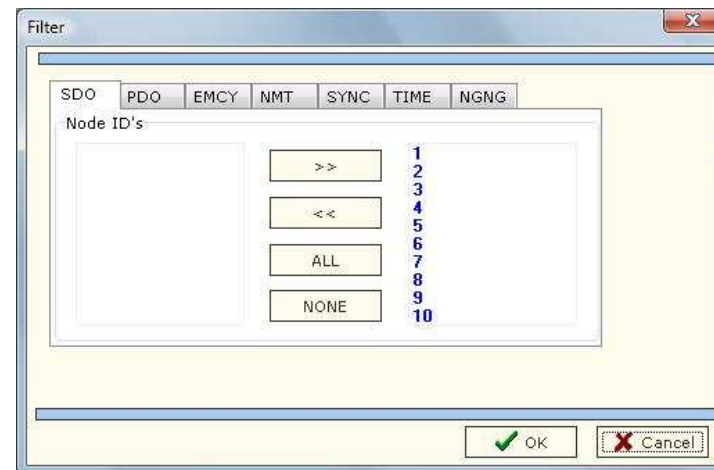 Filter
SDO PDO EMCY NMT SYNC TIME NGNG
Node ID's
>>
<<
ALL
NONE
1
2
3
4
5
6
7
8
9
10
OK Cancel